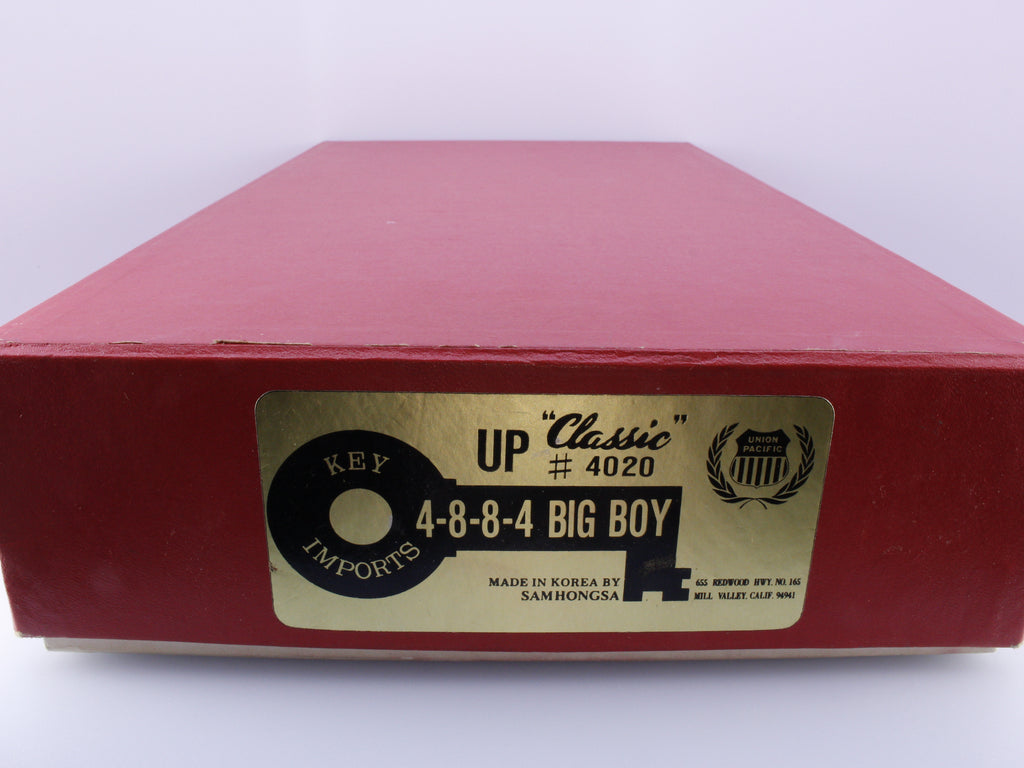 UP "Classic"
# 4020
UNION
PACIFIC
KEY
IMPORTS
4-8-8-4 BIG BOY
MADE IN KOREA BY
SAMHONGSA
655 REDWOOD HWY. NO. 165
MILL VALLEY. CALIF. 94941